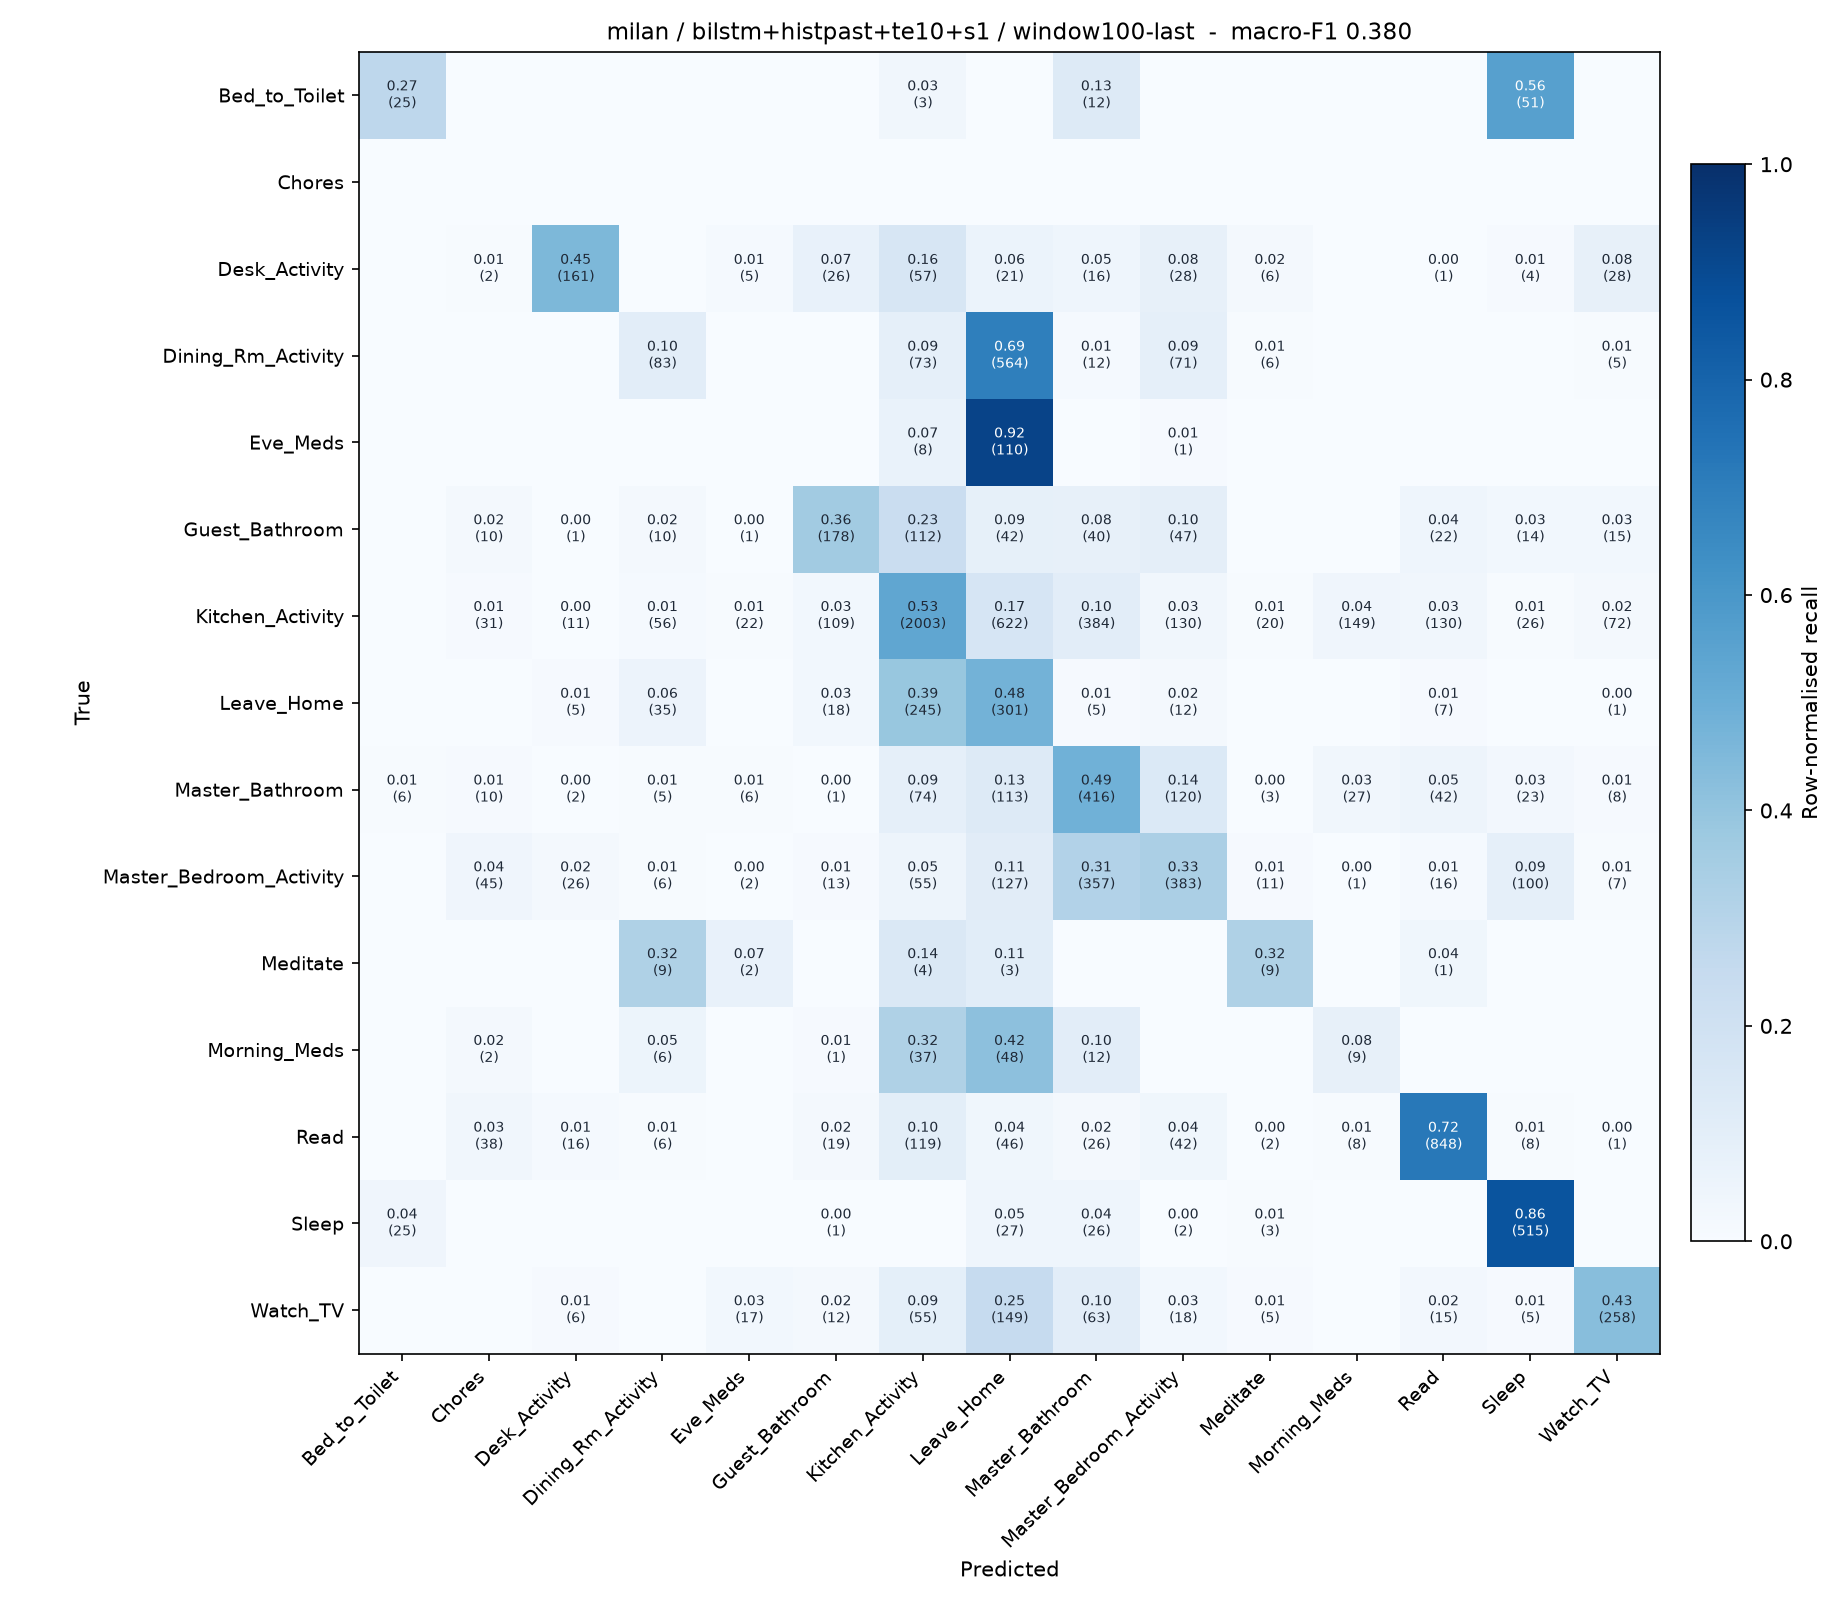 milan / bilstm+histpast+te10+s1 / window100-last - macro-F1 0.380
Bed_to_Toilet
0.27 0.03 0.13 0.56
(25) (3) (12) (51)
Chores
Desk_Activity
0.01 0.45 0.01 0.07 0.16 0.06 0.05 0.08 0.02 0.00 0.01 0.08
(2) (161) (5) (26) (57) (21) (16) (28) (6) (1) (4) (28)
Dining_Rm_Activity
0.10 0.09 0.69 0.01 0.09 0.01 0.01
(83) (73) (564) (12) (71) (6) (5)
Eve_Meds
0.07 0.92 0.01
(8) (110) (1)
Guest_Bathroom
0.02 0.00 0.02 0.00 0.36 0.23 0.09 0.08 0.10 0.04 0.03 0.03
(10) (1) (10) (1) (178) (112) (42) (40) (47) (22) (14) (15)
Kitchen_Activity
0.01 0.00 0.01 0.01 0.03 0.53 0.17 0.10 0.03 0.01 0.04 0.03 0.01 0.02
(31) (11) (56) (22) (109) (2003) (622) (384) (130) (20) (149) (130) (26) (72)
Leave_Home
0.01 0.06 0.03 0.39 0.48 0.01 0.02 0.01 0.00
(5) (35) (18) (245) (301) (5) (12) (7) (1)
Master_Bathroom
0.01 0.01 0.00 0.01 0.01 0.00 0.09 0.13 0.49 0.14 0.00 0.03 0.05 0.03 0.01
(6) (10) (2) (5) (6) (1) (74) (113) (416) (120) (3) (27) (42) (23) (8)
Master_Bedroom_Activity
0.04 0.02 0.01 0.00 0.01 0.05 0.11 0.31 0.33 0.01 0.00 0.01 0.09 0.01
(45) (26) (6) (2) (13) (55) (127) (357) (383) (11) (1) (16) (100) (7)
Meditate
0.32 0.07 0.14 0.11 0.32 0.04
(9) (2) (4) (3) (9) (1)
Morning_Meds
0.02 0.05 0.01 0.32 0.42 0.10 0.08
(2) (6) (1) (37) (48) (12) (9)
Read
0.03 0.01 0.01 0.02 0.10 0.04 0.02 0.04 0.00 0.01 0.72 0.01 0.00
(38) (16) (6) (19) (119) (46) (26) (42) (2) (8) (848) (8) (1)
Sleep
0.04 0.00 0.05 0.04 0.00 0.01 0.86
(25) (1) (27) (26) (2) (3) (515)
Watch_TV
0.01 0.03 0.02 0.09 0.25 0.10 0.03 0.01 0.02 0.01 0.43
(6) (17) (12) (55) (149) (63) (18) (5) (15) (5) (258)
True
Bed_to_Toilet
Chores
Desk_Activity
Dining_Rm_Activity
Eve_Meds
Guest_Bathroom
Kitchen_Activity
Leave_Home
Master_Bathroom
Master_Bedroom_Activity
Meditate
Morning_Meds
Read
Sleep
Watch_TV
Predicted
1.0
0.8
0.6
0.4
0.2
0.0
Row-normalised recall